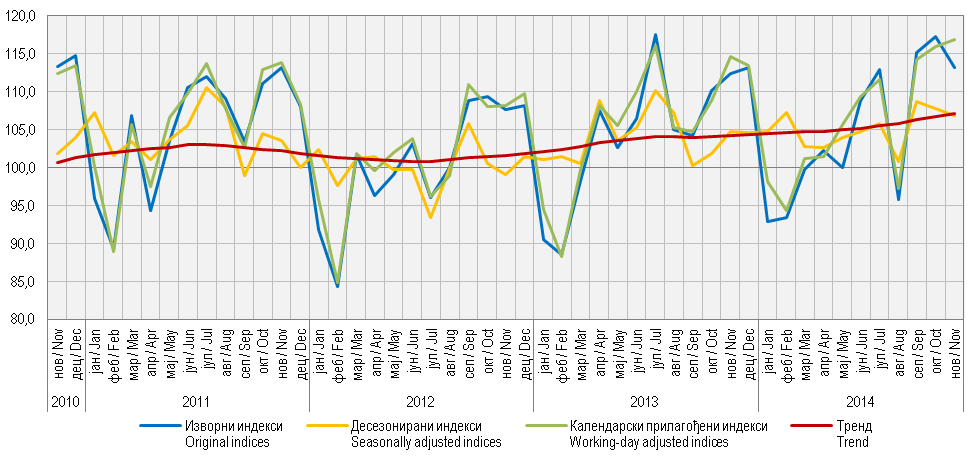 120,0
115,0
110,0
105,0
100,0
95,0
90,0
85,0
80,0
нов / Nov
дец / Dec
јан / Jan
феб / Feb
мар / Mar
апр / Apr
мај / May
јун / Jun
јул / Jul
авг / Aug
сеп / Sep
окт / Oct
нов / Nov
дец / Dec
јан / Jan
феб / Feb
мар / Mar
апр / Apr
мај / May
јун / Jun
јул / Jul
авг / Aug
сеп / Sep
окт / Oct
нов / Nov
дец / Dec
јан / Jan
феб / Feb
мар / Mar
апр / Apr
мај / May
јун / Jun
јул / Jul
авг / Aug
сеп / Sep
окт / Oct
нов / Nov
дец / Dec
јан / Jan
феб / Feb
мар / Mar
апр / Apr
мај / May
јун / Jun
јул / Jul
авг / Aug
сеп / Sep
окт / Oct
нов / Nov
2010 2011 2012 2013 2014
Изворни индекси
Original indices
Десезонирани индекси
Seasonally adjusted indices
Календарски прилагођени индекси
Working-day adjusted indices
Тренд
Trend